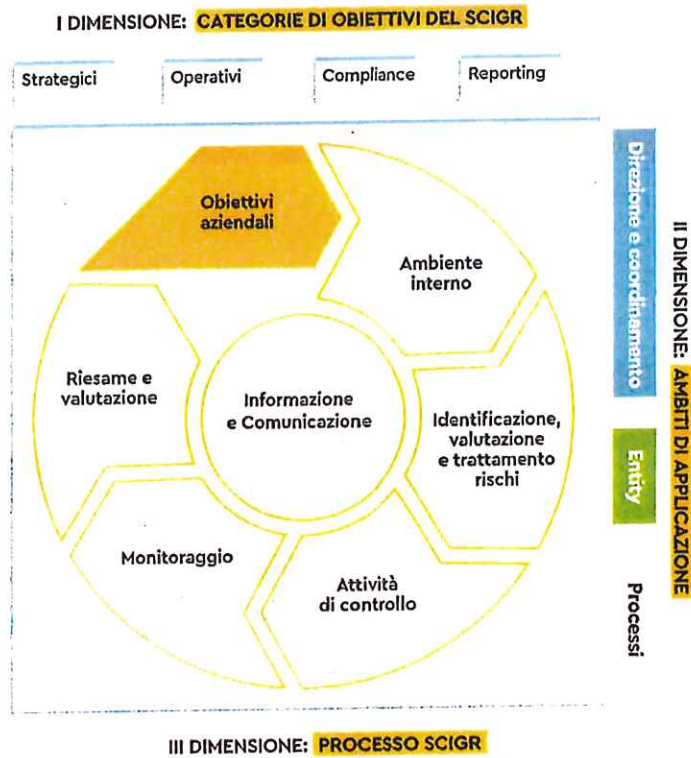 I DIMENSIONE: CATEGORIE DI OBIETTIVI DEL SCIGR
Strategici
Operativi
Compliance
Reporting
Obiettivi
aziendali
Ambiente
interno
Riesame e
valutazione
Informazione
e Comunicazione
Identificazione,
valutazione
e trattamento
rischi
Monitoraggio
Attività
di controllo
Direzione e coordinamento
Entity
Processi
II DIMENSIONE: AMBITI DI APPLICAZIONE
III DIMENSIONE: PROCESSO SCIGR